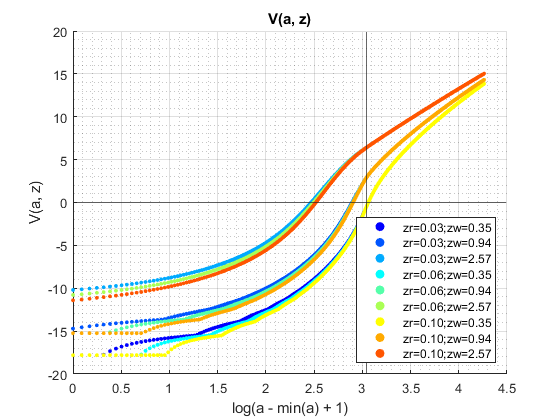 V(a, z)
20
15
10
5
0
-5
-10
-15
-20
V(a, z)
zr=0.03;zw=0.35
zr=0.03;zw=0.94
zr=0.03;zw=2.57
zr=0.06;zw=0.35
zr=0.06;zw=0.94
zr=0.06;zw=2.57
zr=0.10;zw=0.35
zr=0.10;zw=0.94
zr=0.10;zw=2.57
0 0.5 1 1.5 2 2.5 3 3.5 4 4.5
log(a - min(a) + 1)